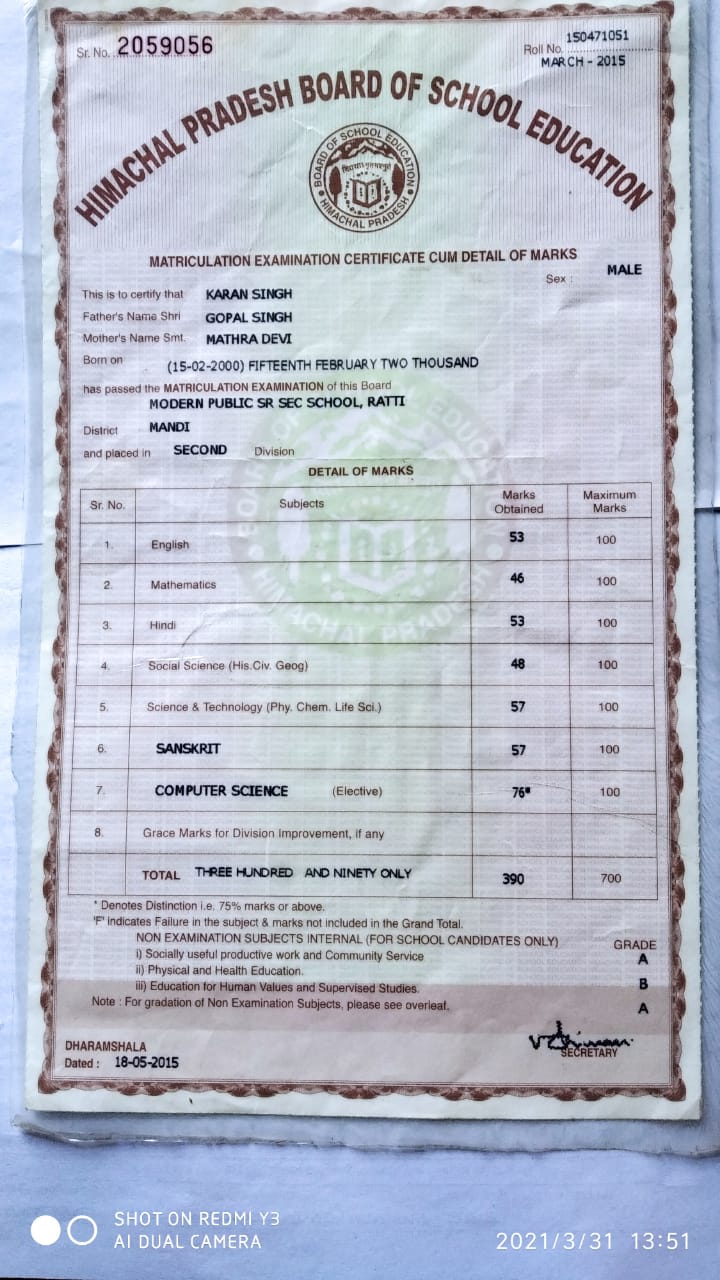 Sr. No. 2059056
Roll No. 150471051
MARCH - 2015
HIMACHAL PRADESH BOARD OF SCHOOL EDUCATION
BOARD OF SCHOOL EDUCATION
HIMACHAL PRADESH
MATRICULATION EXAMINATION CERTIFICATE CUM DETAIL OF MARKS
Sex : MALE
This is to certify that KARAN SINGH
Father's Name Shri GOPAL SINGH
Mother's Name Smt. MATHRA DEVI
Born on (15-02-2000) FIFTEENTH FEBRUARY TWO THOUSAND
has passed the MATRICULATION EXAMINATION of this Board
MODERN PUBLIC SR SEC SCHOOL, RATTI
District MANDI
and placed in SECOND Division
DETAIL OF MARKS
Sr. No. Subjects Marks Obtained Maximum Marks
1. English 53 100
2. Mathematics 46 100
3. Hindi 53 100
4. Social Science (His.Civ. Geog) 48 100
5. Science & Technology (Phy. Chem. Life Sci.) 57 100
6. SANSKRIT 57 100
7. COMPUTER SCIENCE (Elective) 76* 100
8. Grace Marks for Division Improvement, if any
TOTAL THREE HUNDRED AND NINETY ONLY 390 700
* Denotes Distinction i.e. 75% marks or above.
'F' indicates Failure in the subject & marks not included in the Grand Total.
NON EXAMINATION SUBJECTS INTERNAL (FOR SCHOOL CANDIDATES ONLY) GRADE
i) Socially useful productive work and Community Service A
ii) Physical and Health Education. B
iii) Education for Human Values and Supervised Studies. A
Note : For gradation of Non Examination Subjects, please see overleaf.
DHARAMSHALA
Dated : 18-05-2015
SECRETARY
SHOT ON REDMI Y3
AI DUAL CAMERA
2021/3/31 13:51